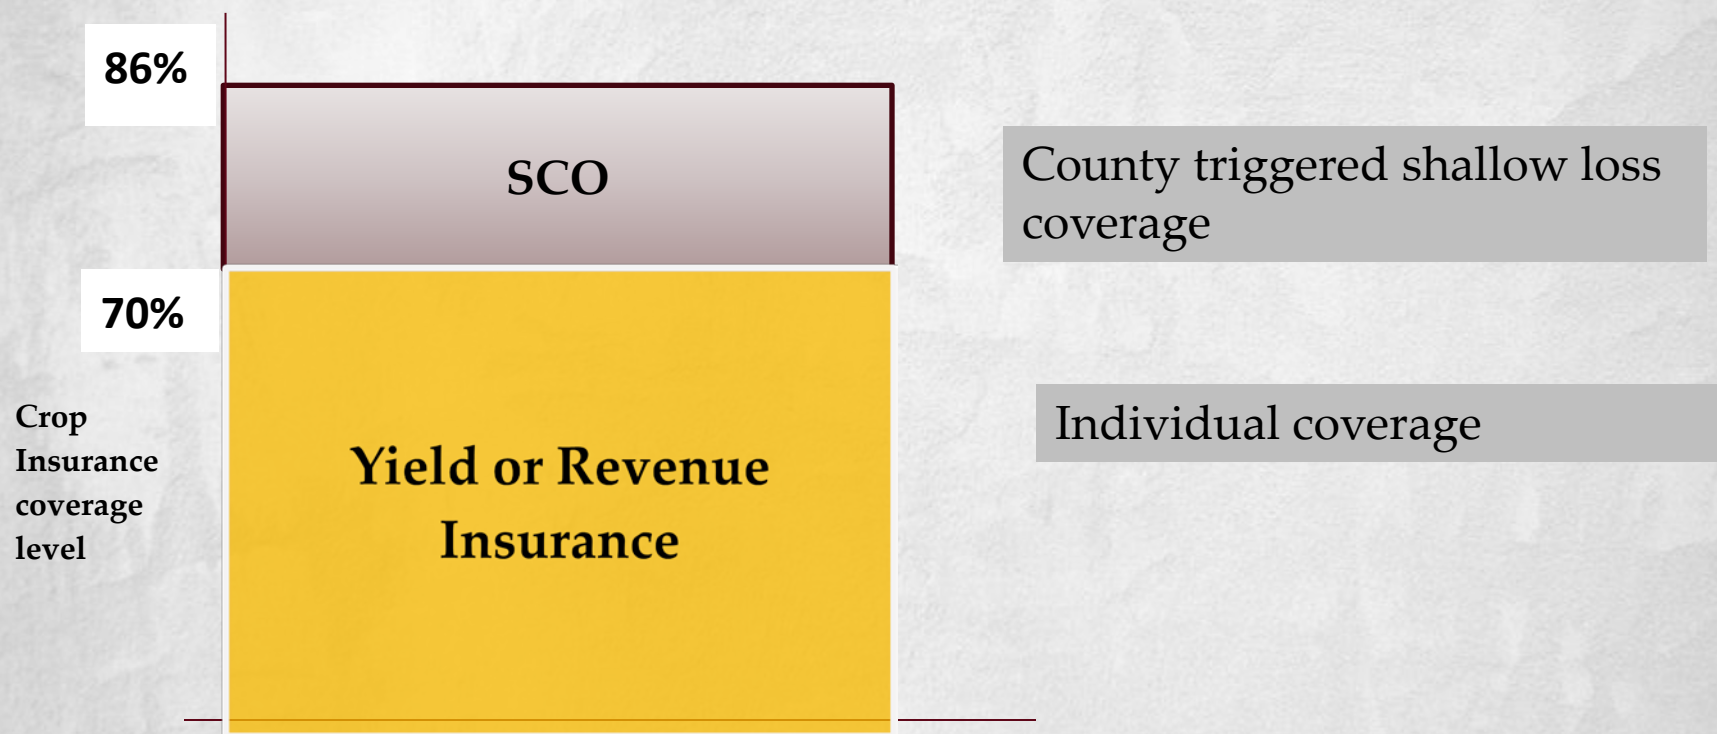 86%
SCO
County triggered shallow loss
coverage
70%
Crop
Insurance
coverage
level
Individual coverage
Yield or Revenue
Insurance